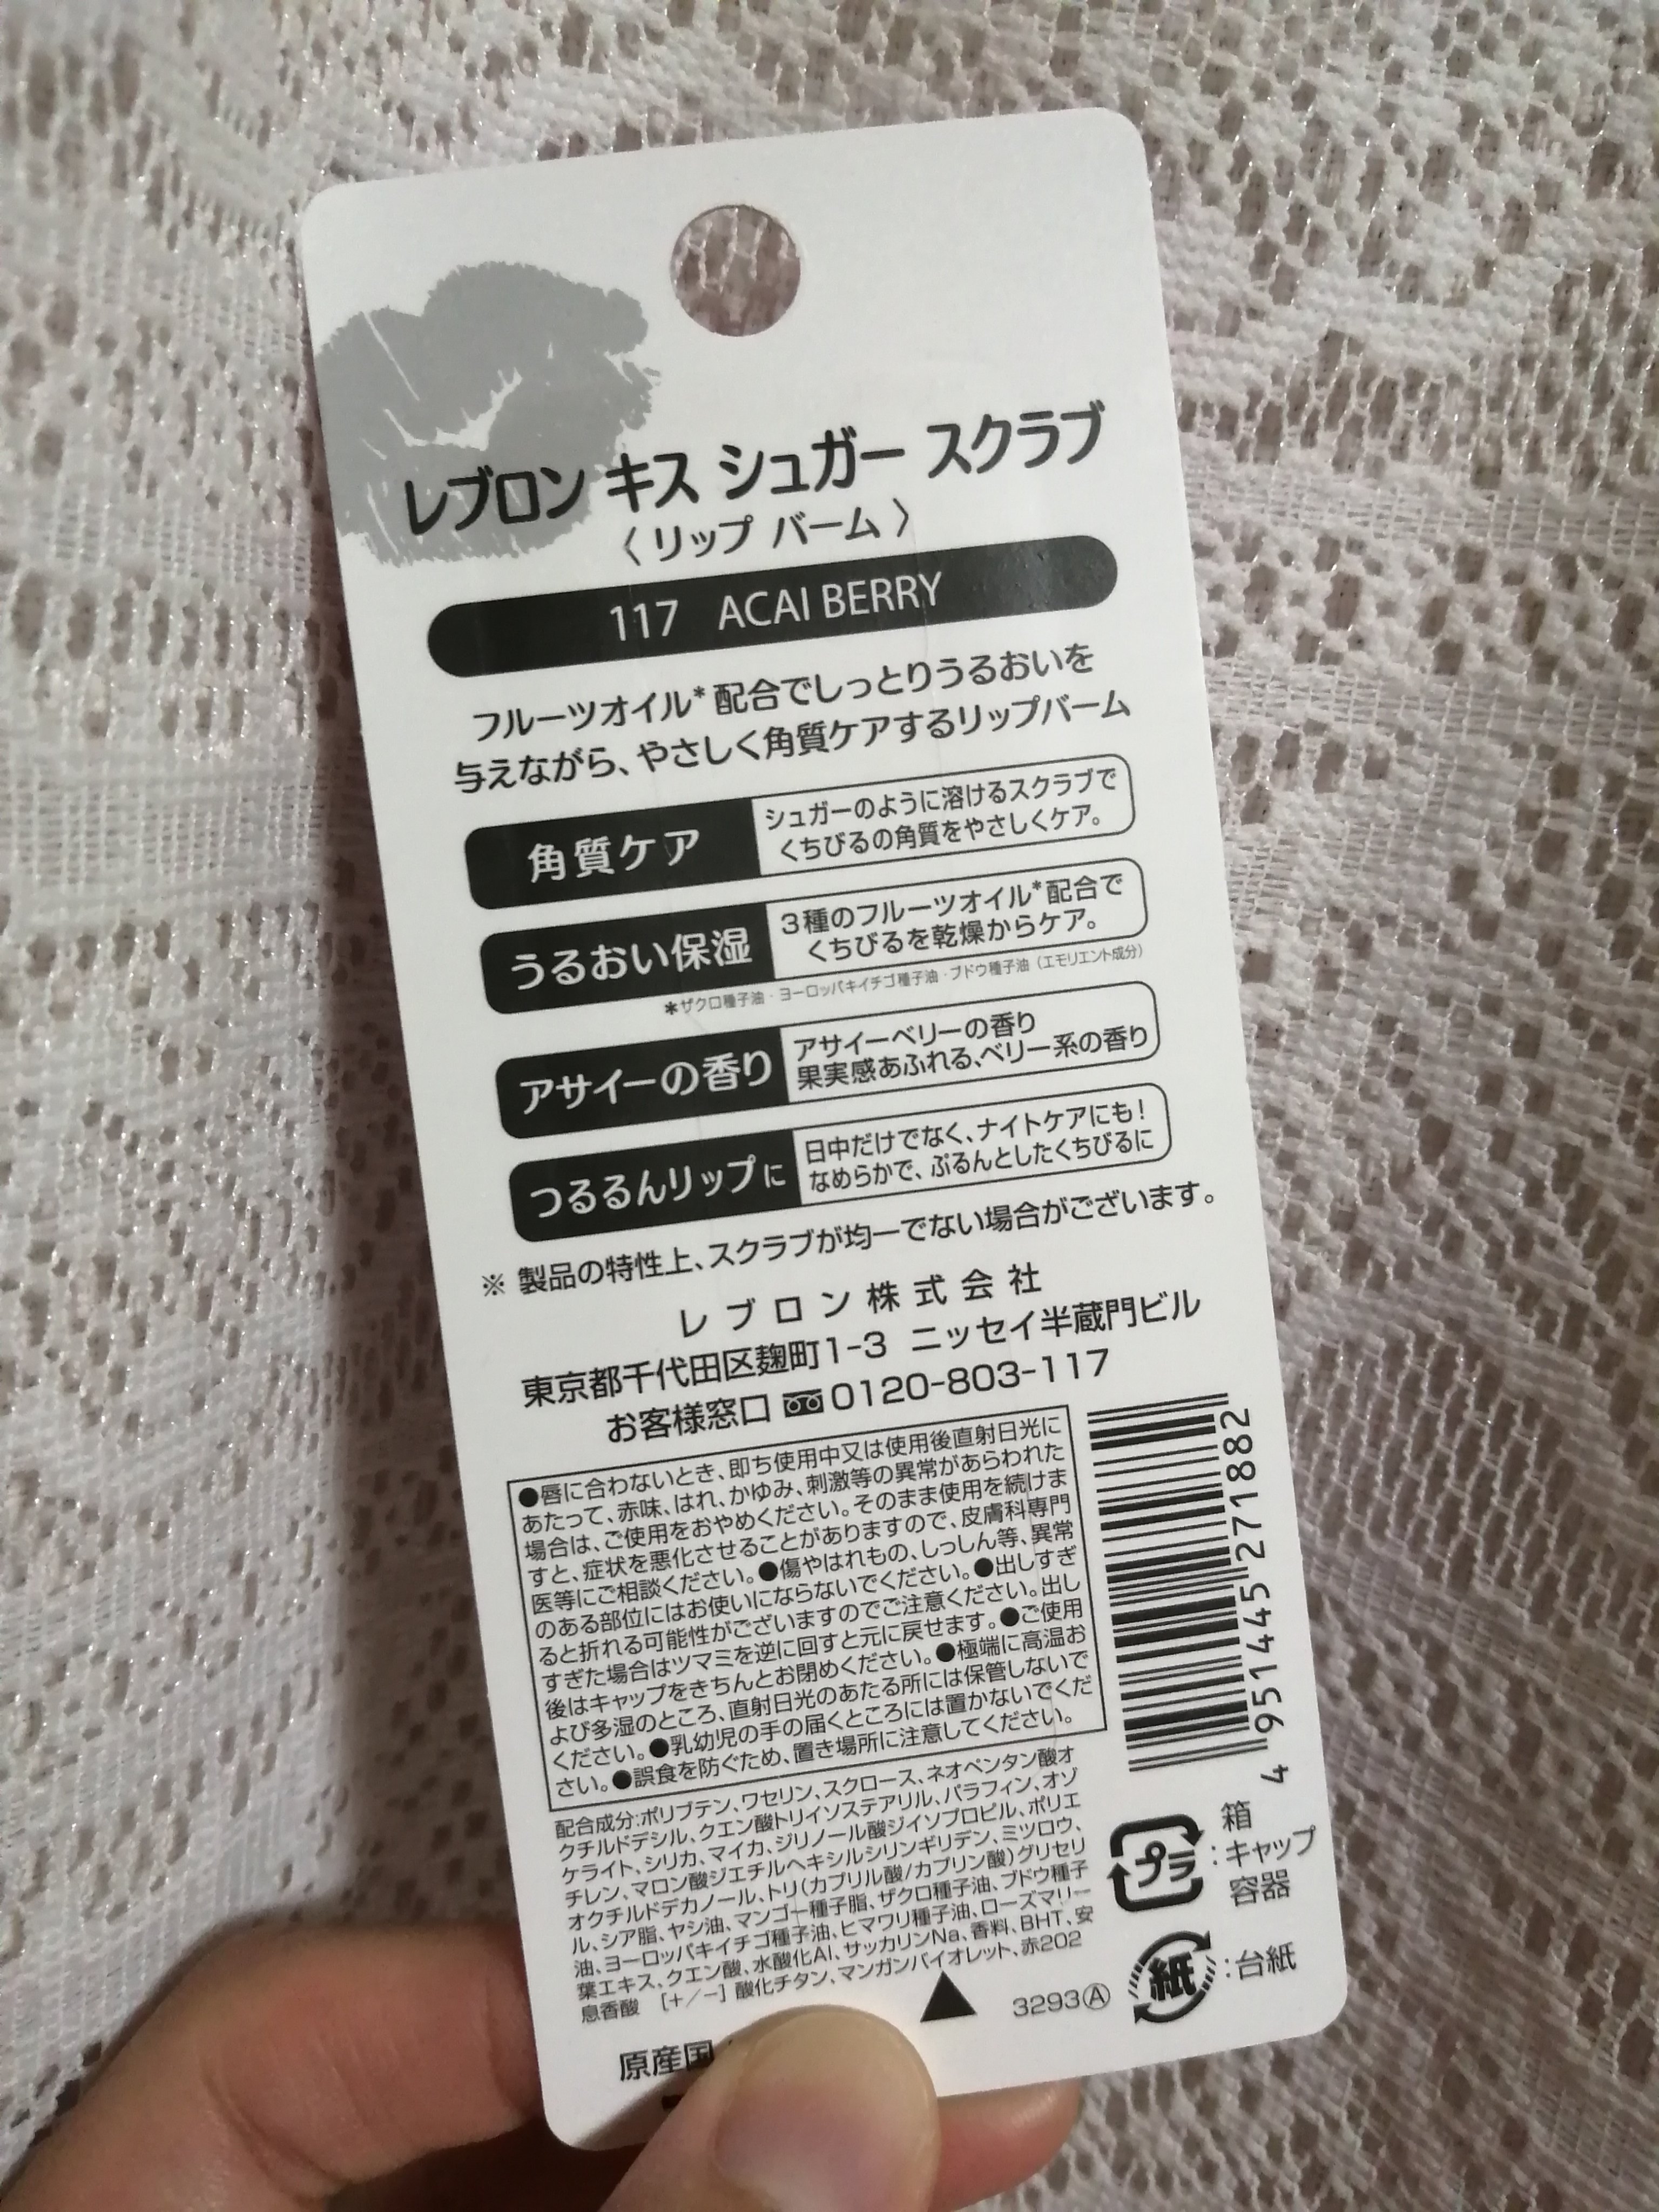 レブロン キス シュガー スクラブ
〈 リップ バーム 〉
117 ACAI BERRY
フルーツオイル*配合でしっとりうるおいを
与えながら、やさしく角質ケアするリップバーム
角質ケア
シュガーのように溶けるスクラブで
くちびるの角質をやさしくケア。
うるおい保湿
3種のフルーツオイル*配合で
くちびるを乾燥からケア。
*ザクロ種子油・ヨーロッパキイチゴ種子油・ブドウ種子油（エモリエント成分）
アサイーの香り
アサイーベリーの香り
果実感あふれる、ベリー系の香り
つるるんリップに
日中だけでなく、ナイトケアにも！
なめらかで、ぷるんとしたくちびるに
※ 製品の特性上、スクラブが均一でない場合がございます。
レブロン株式会社
東京都千代田区麹町1-3 ニッセイ半蔵門ビル
お客様窓口 0120-803-117
●唇に合わないとき、即ち使用中又は使用後直射日光に
あたって、赤味、はれ、かゆみ、刺激等の異常があらわれた
場合は、ご使用をおやめください。そのまま使用を続けま
すと、症状を悪化させることがありますので、皮膚科専門
医等にご相談ください。●傷やはれもの、しっしん等、異常
のある部位にはお使いにならないでください。●出しすぎ
ると折れる可能性がございますのでご注意ください。出し
すぎた場合はツマミを逆に回すと元に戻せます。●ご使用
後はキャップをきちんとお閉めください。●極端に高温お
よび多湿のところ、直射日光のあたる所には保管しないで
ください。●乳幼児の手の届くところには置かないでくだ
さい。●誤食を防ぐため、置き場所に注意してください。
配合成分:ポリブテン、ワセリン、スクロース、ネオペンタン酸オ
クチルドデシル、クエン酸トリイソステアリル、パラフィン、オゾ
ケライト、シリカ、マイカ、ジリノール酸ジイソプロピル、ポリエ
チレン、マロン酸ジエチルヘキシルシリンギリデン、ミツロウ、
オクチルドデカノール、トリ（カプリル酸/カプリン酸）グリセリ
ル、シア脂、ヤシ油、マンゴー種子脂、ザクロ種子油、ブドウ種子
油、ヨーロッパキイチゴ種子油、ヒマワリ種子油、ローズマリー
葉エキス、クエン酸、水酸化Al、サッカリンNa、香料、BHT、安
息香酸 [+/-] 酸化チタン、マンガンバイオレット、赤202
4 951445 271882
プラ
:
箱
キャップ
容器
紙
:台紙
3293Ⓐ
原産国